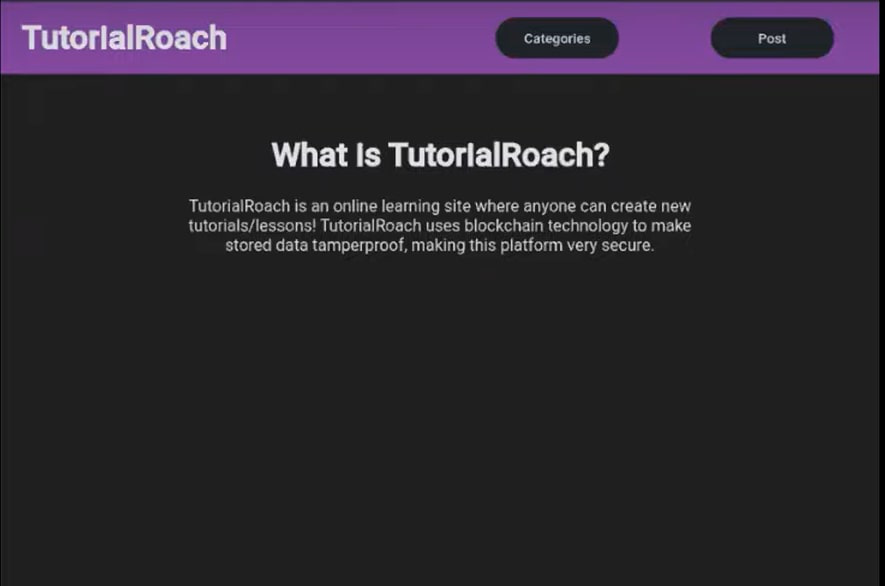 TutorialRoach
Categories
Post
What is TutorialRoach?
TutorialRoach is an online learning site where anyone can create new
tutorials/lessons! TutorialRoach uses blockchain technology to make
stored data tamperproof, making this platform very secure.